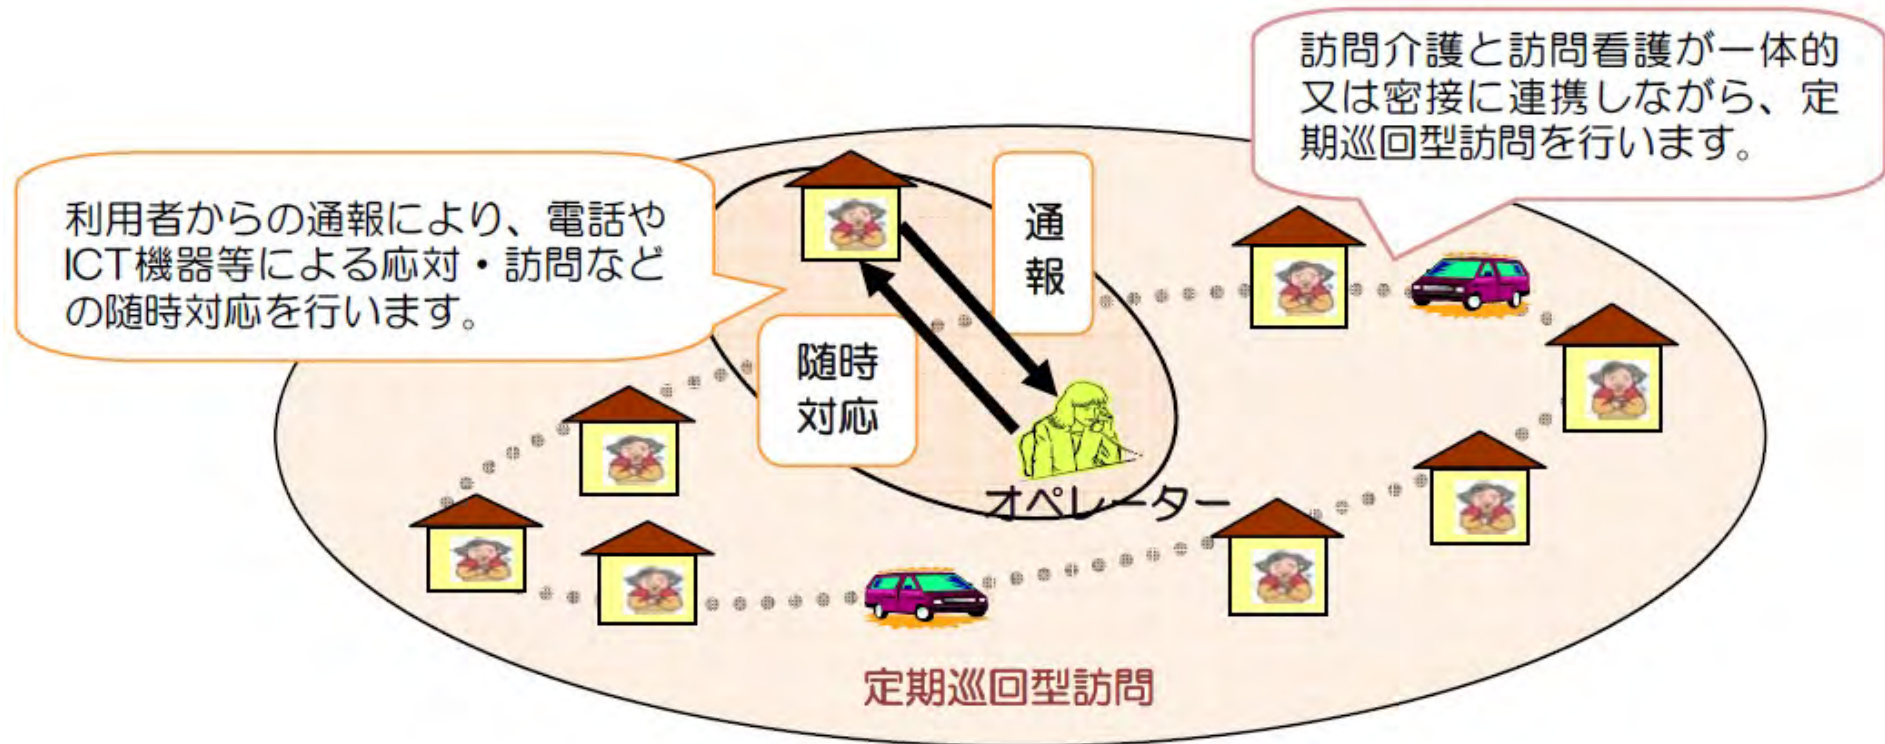 訪問介護と訪問看護が一体的
又は密接に連携しながら、定
期巡回型訪問を行います。
利用者からの通報により、電話や
ICT機器等による応対・訪問など
の随時対応を行います。
通
報
随時
対応
オペレーター
定期巡回型訪問